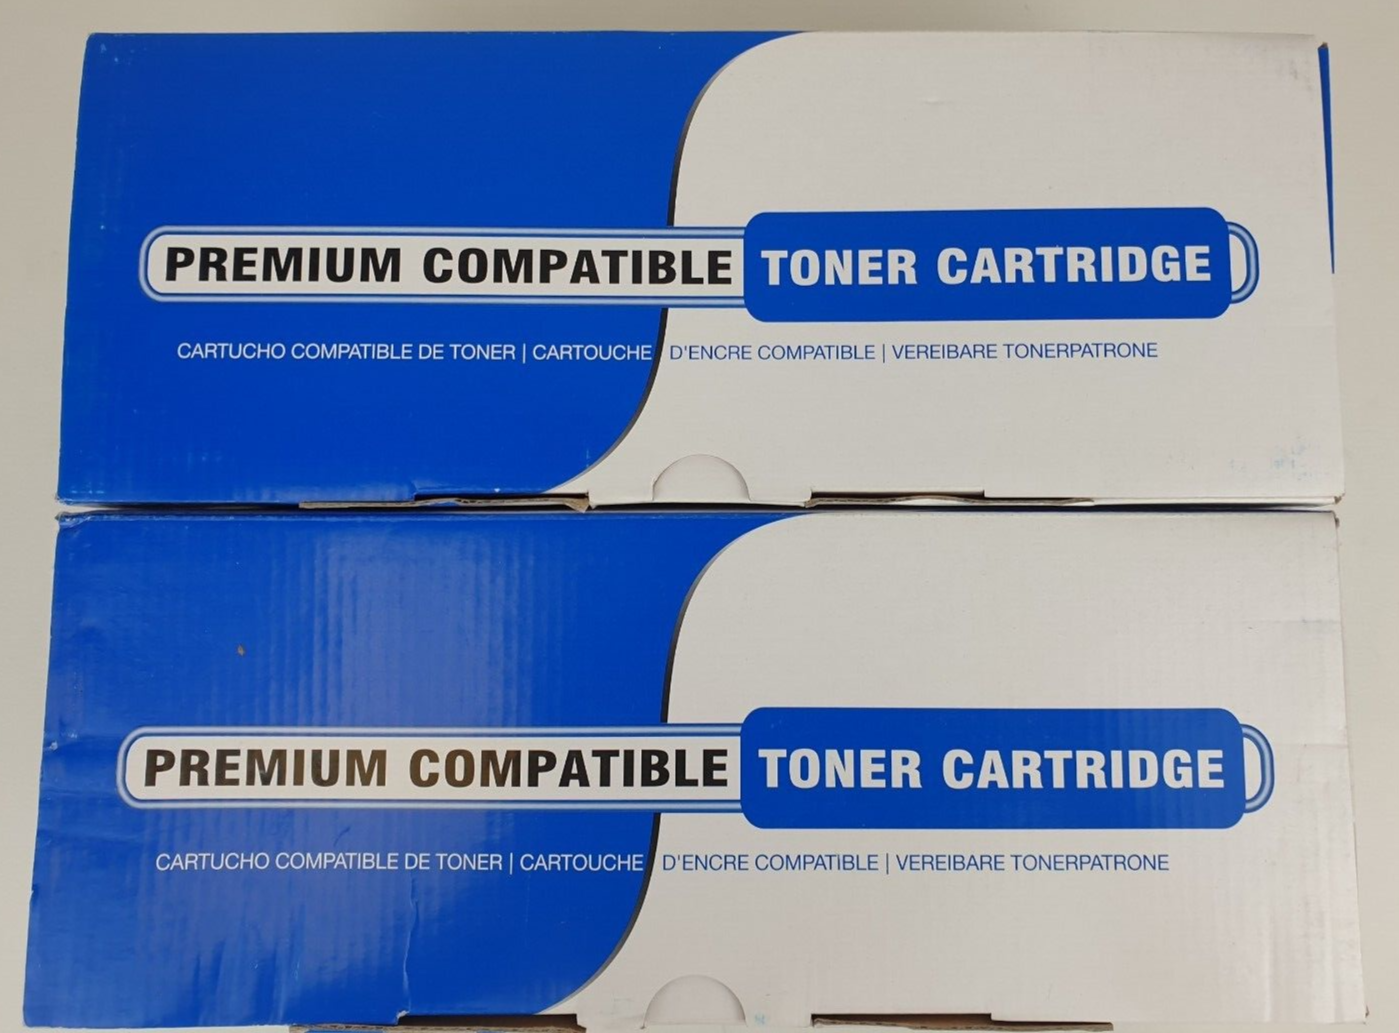 PREMIUM COMPATIBLE TONER CARTRIDGE
CARTUCHO COMPATIBLE DE TONER | CARTOUCHE D'ENCRE COMPATIBLE | VEREIBARE TONERPATRONE
PREMIUM COMPATIBLE TONER CARTRIDGE
CARTUCHO COMPATIBLE DE TONER | CARTOUCHE D'ENCRE COMPATIBLE | VEREIBARE TONERPATRONE